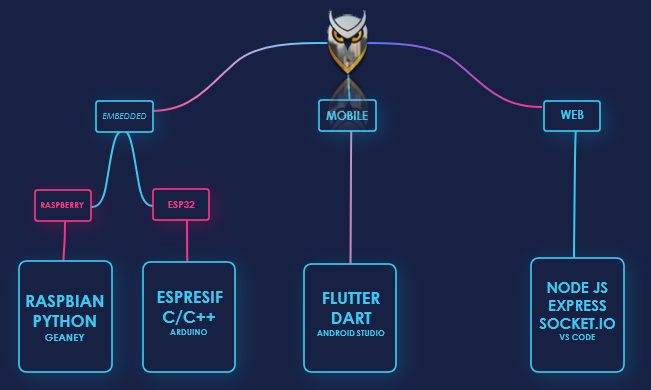 EMBEDDED
MOBILE
WEB
RASPBERRY
ESP32
RASPBIAN
PYTHON
GEANEY
ESPRESIF
C/C++
ARDUINO
FLUTTER
DART
ANDROID STUDIO
NODE JS
EXPRESS
SOCKET.IO
VS CODE